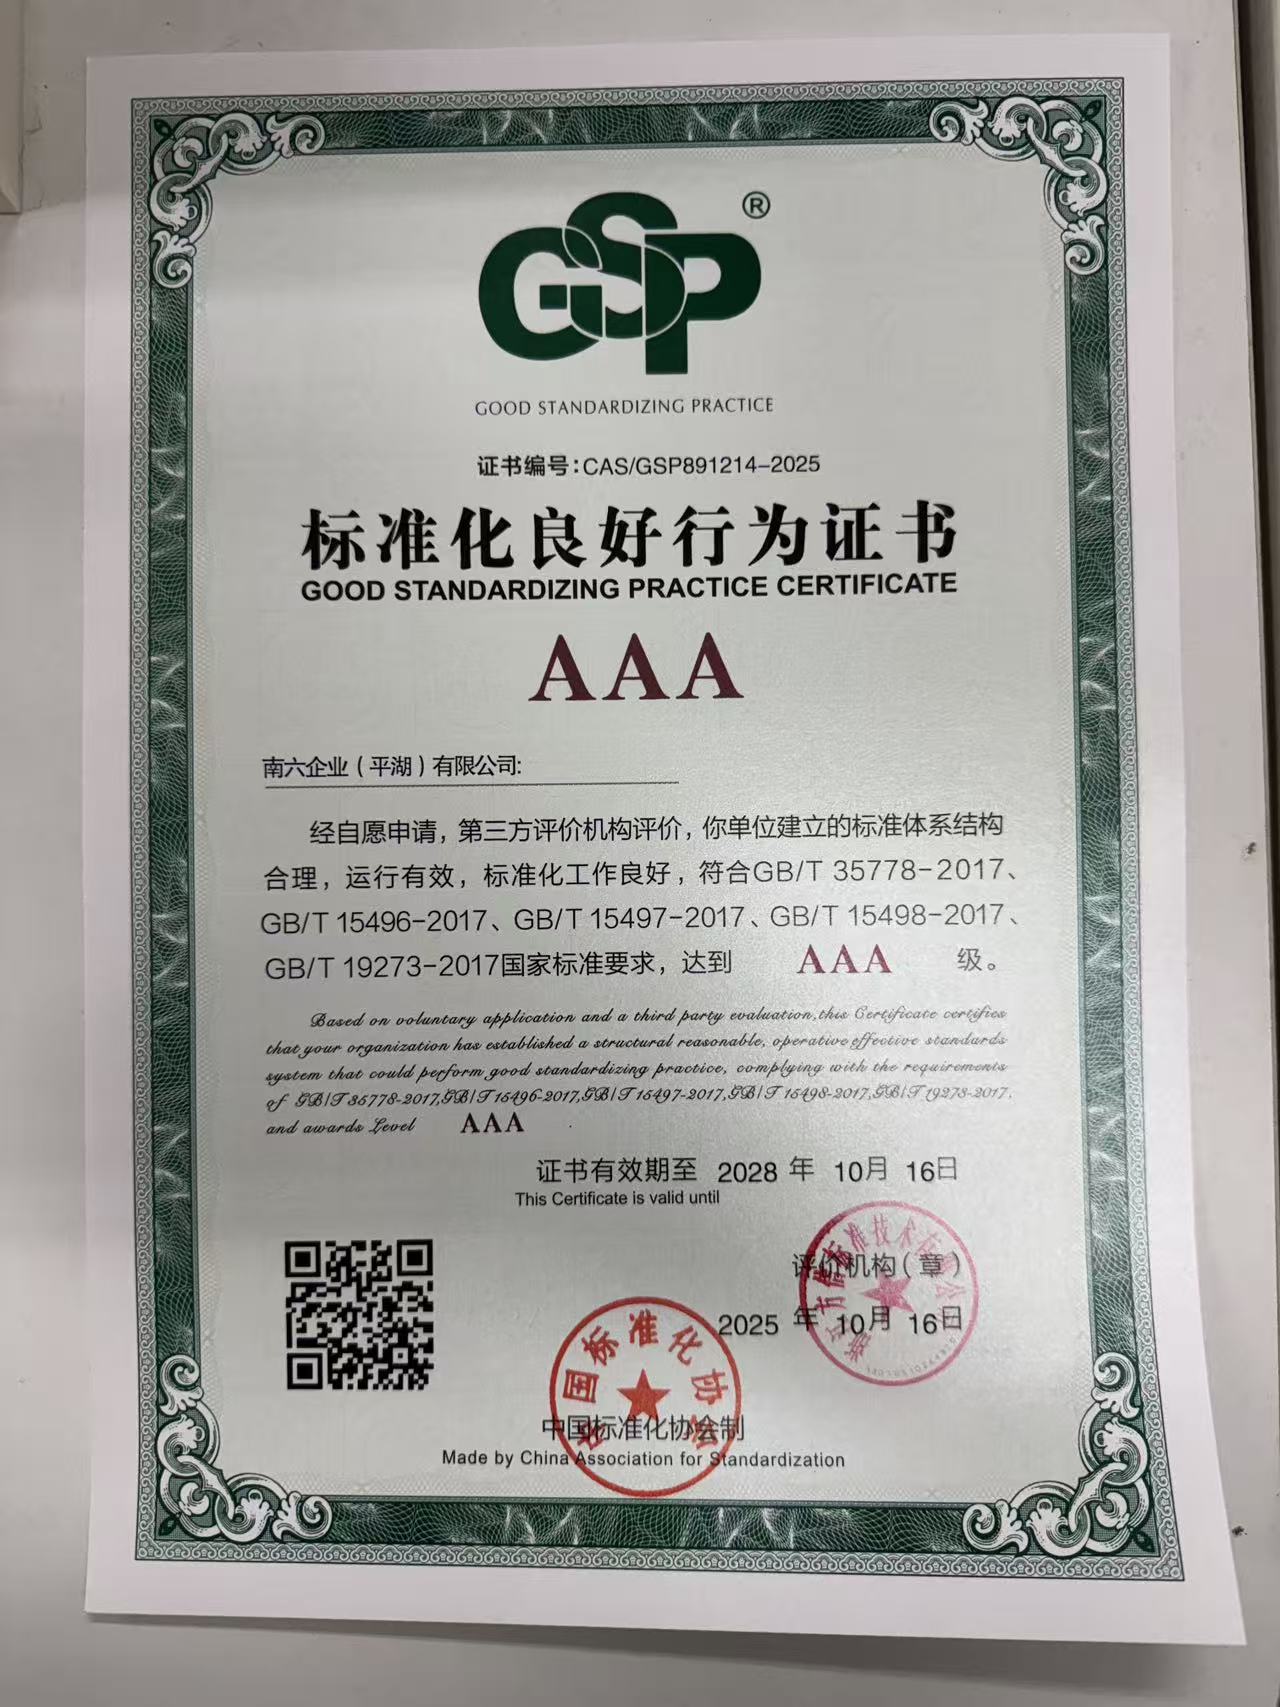 GSP®
GOOD STANDARDIZING PRACTICE
证书编号:CAS/GSP891214-2025
标准化良好行为证书
GOOD STANDARDIZING PRACTICE CERTIFICATE
AAA
南六企业（平湖）有限公司:
经自愿申请，第三方评价机构评价，你单位建立的标准体系结构
合理，运行有效，标准化工作良好，符合GB/T 35778-2017、
GB/T 15496-2017、GB/T 15497-2017、GB/T 15498-2017、
GB/T 19273-2017国家标准要求，达到 AAA 级。
Based on voluntary application and a third party evaluation,this Certificate certifies
that your organization has established a structural reasonable, operative effective standards
system that could perform good standardizing practice, complying with the requirements
of GB/T 35778-2017,GB/T 15496-2017,GB/T 15497-2017,GB/T 15498-2017,GB/T 19273-2017,
and awards Level AAA .
证书有效期至 2028 年 10月 16日
This Certificate is valid until
评价机构（章）
2025 年 10月 16日
中国标准化协会
中国标准化协会制
Made by China Association for Standardization